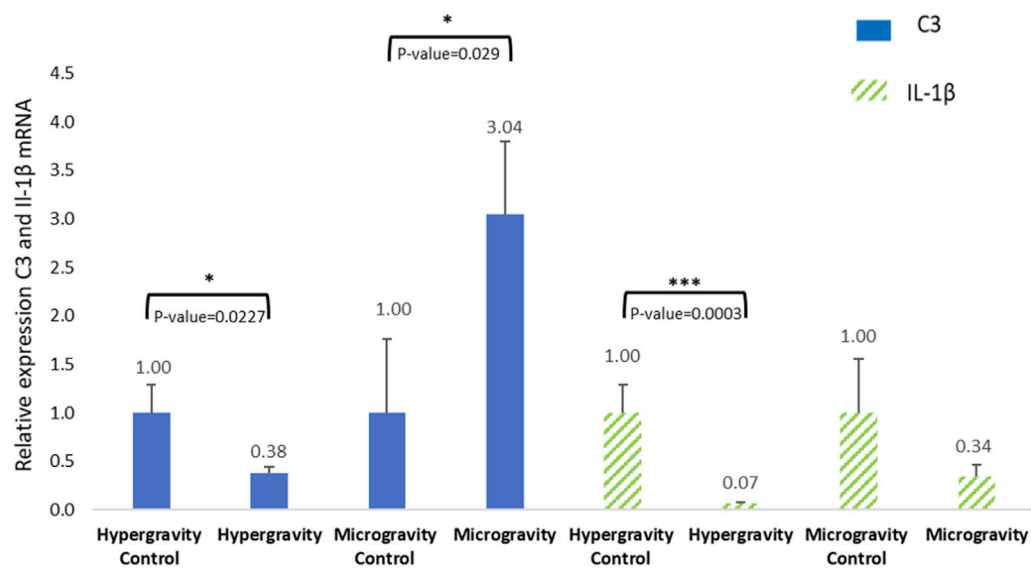 *
P-value=0.029
C3
IL-1β
Relative expression C3 and Il-1β mRNA
4.5
4.0
3.5
3.0
2.5
2.0
1.5
1.0
0.5
0.0
3.04
*
P-value=0.0227
***
P-value=0.0003
1.00
0.38
1.00
1.00
0.07
1.00
0.34
Hypergravity Control
Hypergravity
Microgravity Control
Microgravity
Hypergravity Control
Hypergravity
Microgravity Control
Microgravity